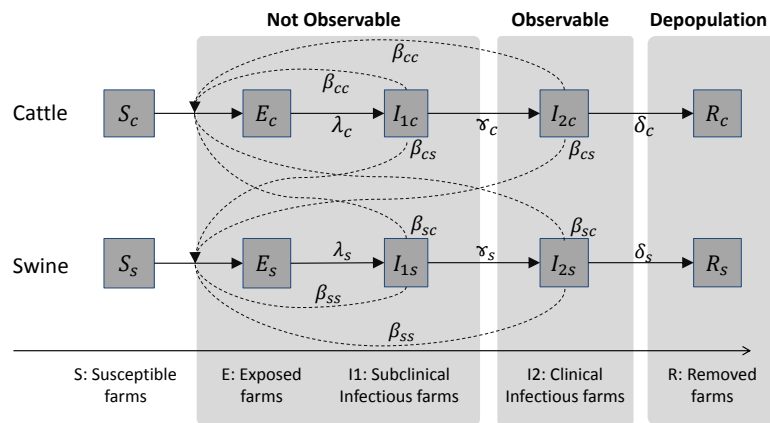 Not Observable Observable Depopulation
β_cc
β_cc
Cattle S_c E_c λ_c I_1c ɤ_c I_2c δ_c R_c
β_cs β_cs
β_sc β_sc
Swine S_s E_s λ_s I_1s ɤ_s I_2s δ_s R_s
β_ss
β_ss
S: Susceptible E: Exposed I1: Subclinical I2: Clinical R: Removed
farms farms Infectious farms Infectious farms farms